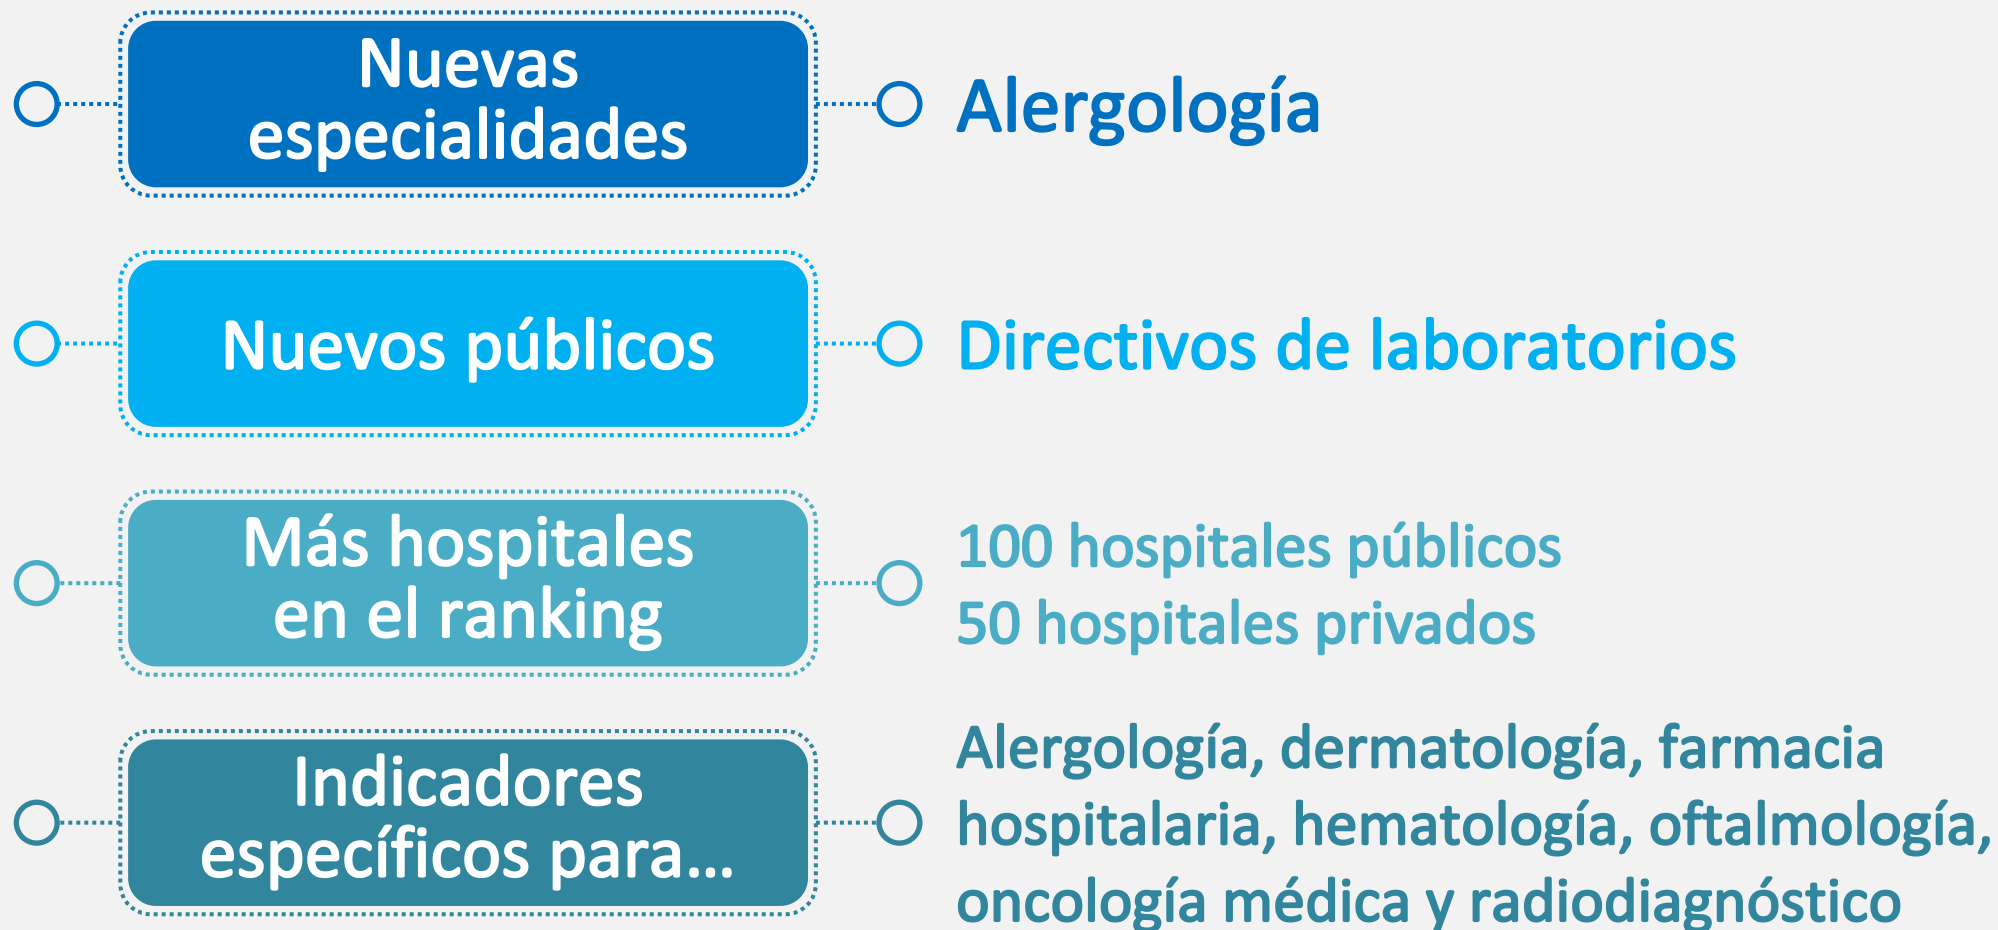 Nuevas
especialidades
Alergología
Nuevos públicos
Directivos de laboratorios
Más hospitales
en el ranking
100 hospitales públicos
50 hospitales privados
Indicadores
específicos para...
Alergología, dermatología, farmacia
hospitalaria, hematología, oftalmología,
oncología médica y radiodiagnóstico